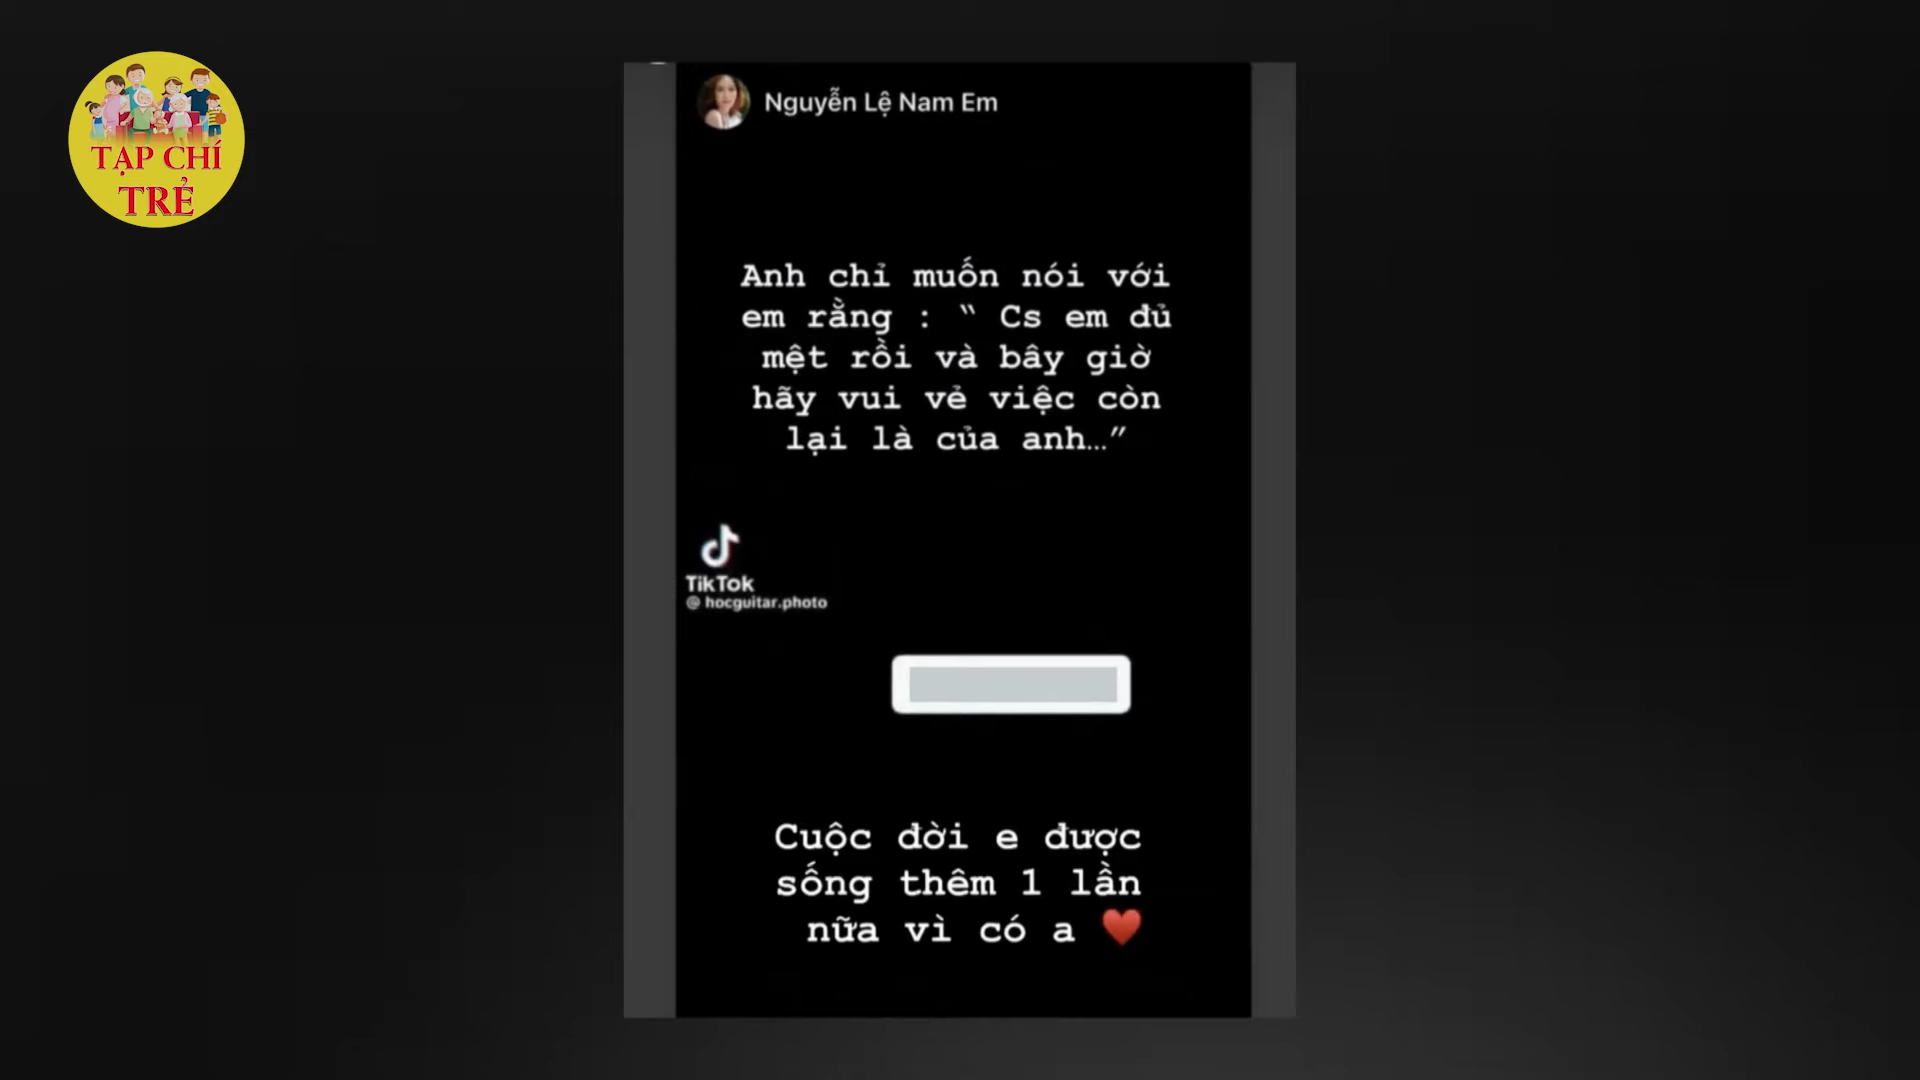 TẠP CHÍ
TRẺ
Nguyễn Lệ Nam Em
Anh chỉ muốn nói với
em rằng : “ Cs em đủ
mệt rồi và bây giờ
hãy vui vẻ việc còn
lại là của anh…”
TikTok
@ hocguitar.photo
Cuộc đời e được
sống thêm 1 lần
nữa vì có a ❤️